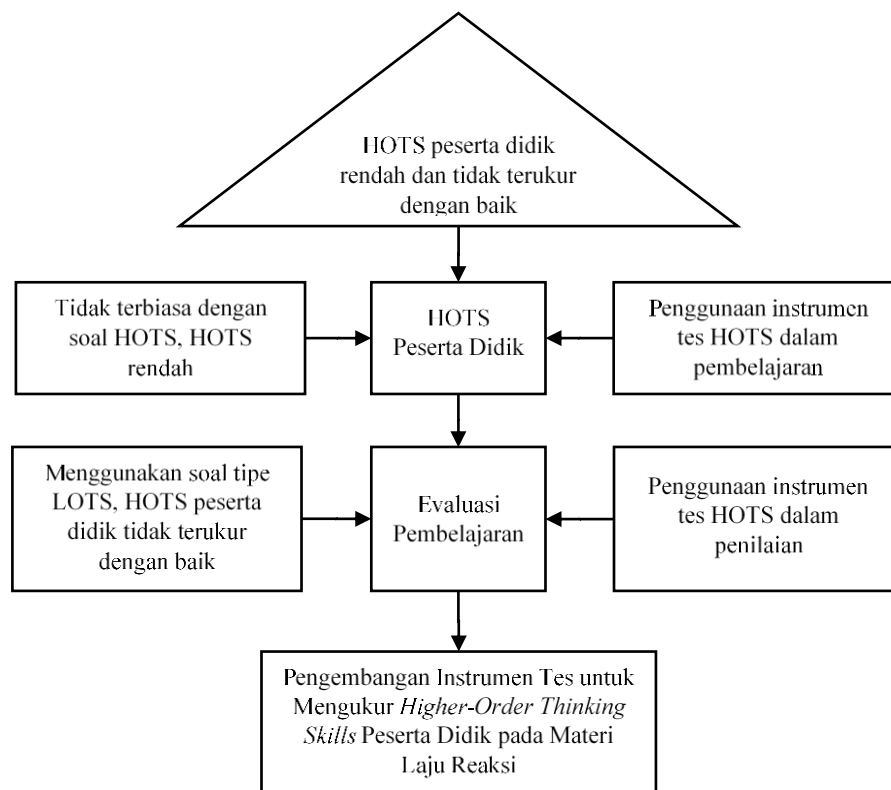 HOTS peserta didik
rendah dan tidak terukur
dengan baik
Tidak terbiasa dengan
soal HOTS, HOTS
rendah
HOTS
Peserta Didik
Penggunaan instrumen
tes HOTS dalam
pembelajaran
Menggunakan soal tipe
LOTS, HOTS peserta
didik tidak terukur
dengan baik
Evaluasi
Pembelajaran
Penggunaan instrumen
tes HOTS dalam
penilaian
Pengembangan Instrumen Tes untuk
Mengukur Higher-Order Thinking
Skills Peserta Didik pada Materi
Laju Reaksi